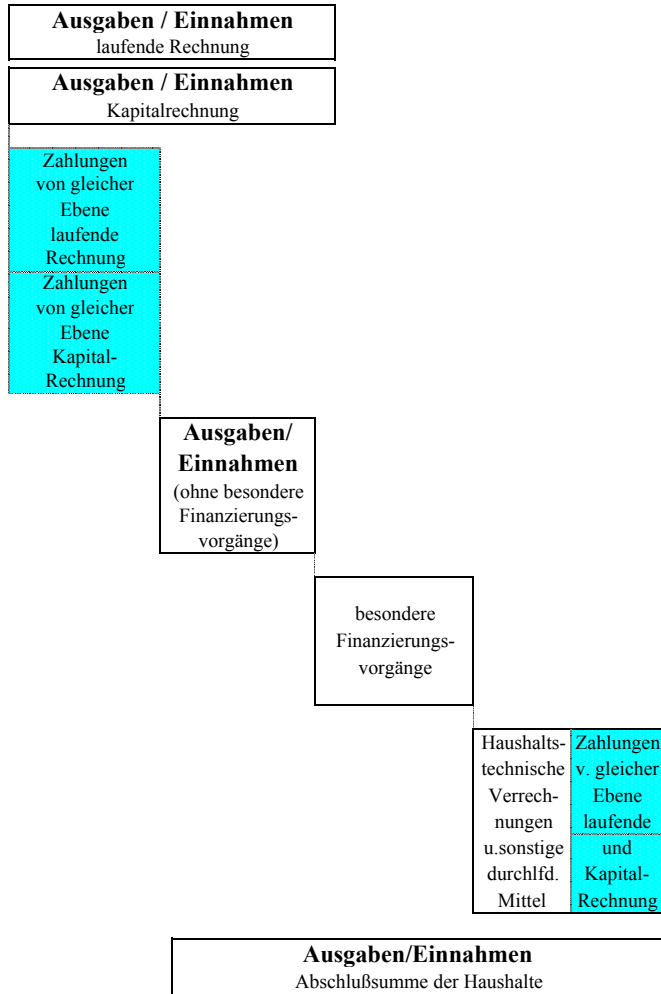 Ausgaben / Einnahmen
laufende Rechnung
Ausgaben / Einnahmen
Kapitalrechnung
Zahlungen
von gleicher
Ebene
laufende
Rechnung
Zahlungen
von gleicher
Ebene
Kapital-
Rechnung
Ausgaben/
Einnahmen
(ohne besondere
Finanzierungs-
vorgänge)
besondere
Finanzierungs-
vorgänge
Haushalts-
technische
Verrech-
nungen
u.sonstige
durchlfd.
Mittel
Zahlungen
v. gleicher
Ebene
laufende
und
Kapital-
Rechnung
Ausgaben/Einnahmen
Abschlußsumme der Haushalte